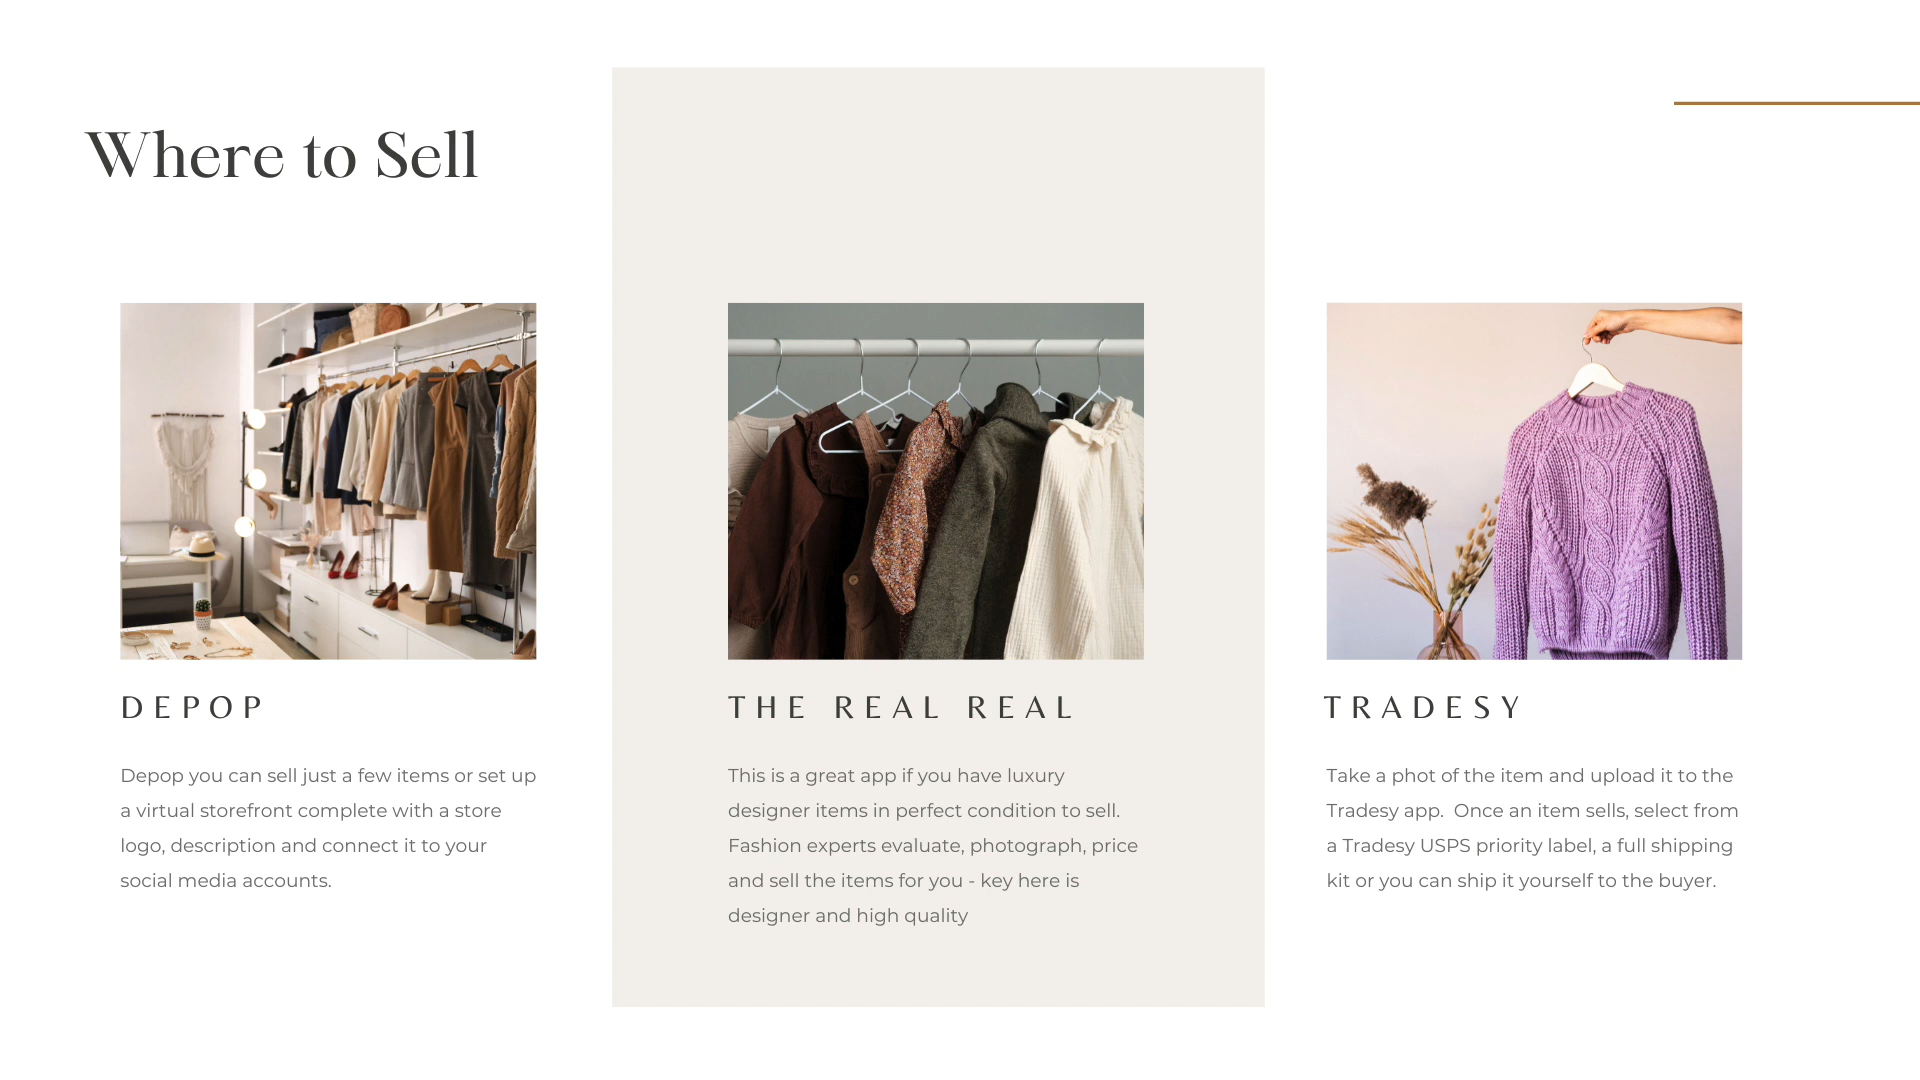 Where to Sell
DEPOP
Depop you can sell just a few items or set up
a virtual storefront complete with a store
logo, description and connect it to your
social media accounts.
THE REAL REAL
This is a great app if you have luxury
designer items in perfect condition to sell.
Fashion experts evaluate, photograph, price
and sell the items for you - key here is
designer and high quality
TRADESY
Take a phot of the item and upload it to the
Tradesy app.  Once an item sells, select from
a Tradesy USPS priority label, a full shipping
kit or you can ship it yourself to the buyer.